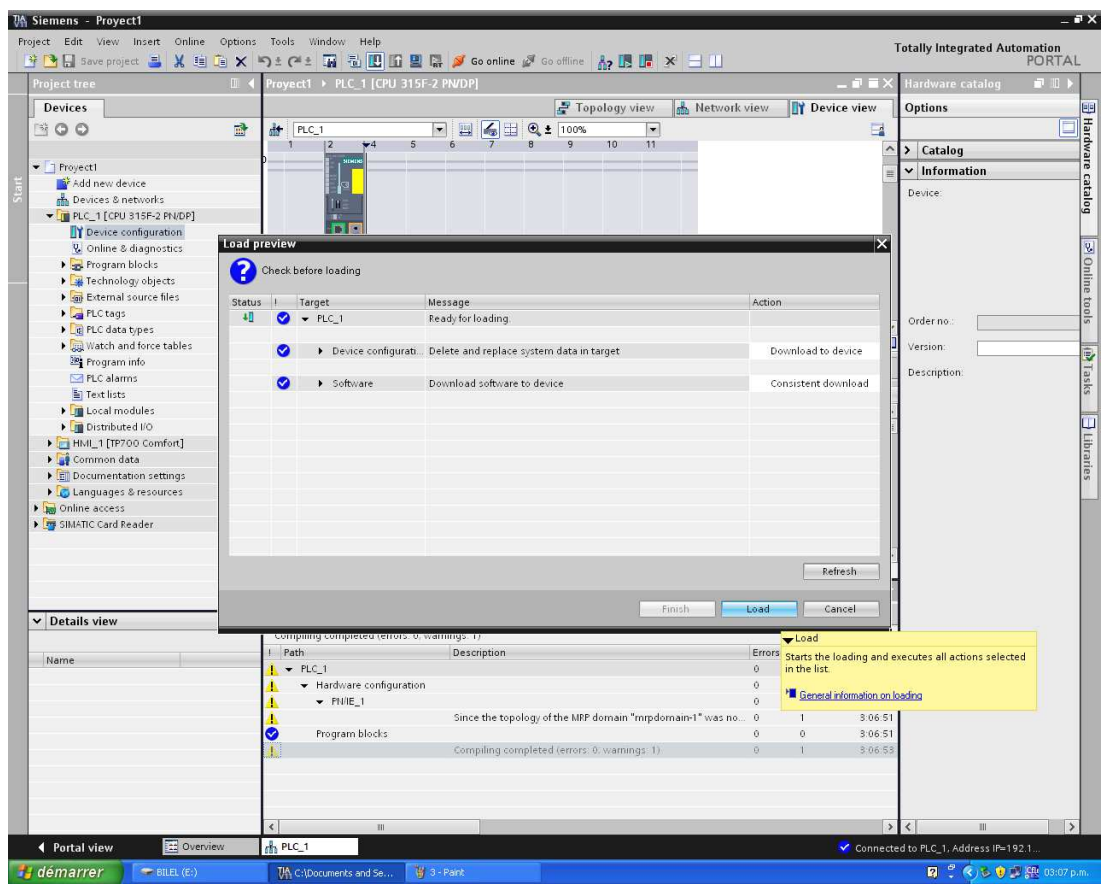 Siemens - Proyect1
Project Edit View Insert Online Options Tools Window Help
Save project Go online Go offline
Totally Integrated Automation
PORTAL
Project tree
Proyect1 PLC_1 [CPU 315F-2 PN/DP]
Hardware catalog
Devices
Topology view Network view Device view
Options
PLC_1 100%
1 2 4 5 6 7 8 9 10 11
Catalog
Information
Device:
Order no.:
Version:
Description:
Start
Proyect1
Add new device
Devices & networks
PLC_1 [CPU 315F-2 PN/DP]
Device configuration
Online & diagnostics
Program blocks
Technology objects
External source files
PLC tags
PLC data types
Watch and force tables
Program info
PLC alarms
Text lists
Local modules
Distributed I/O
HMI_1 [TP700 Comfort]
Common data
Documentation settings
Languages & resources
Online access
SIMATIC Card Reader
Load preview
Check before loading
Status ! Target Message Action
PLC_1 Ready for loading.
Device configurati... Delete and replace system data in target Download to device
Software Download software to device Consistent download
Refresh
Finish Load Cancel
Load
Starts the loading and executes all actions selected
in the list.
General information on loading
Details view
Name
Compiling completed (errors: 0; warnings: 1)
! Path Description Errors
PLC_1 0
Hardware configuration 0
PN/IE_1 0
Since the topology of the MRP domain "mrpdomain-1" was no... 0 1 3:06:51
Program blocks 0 0 3:06:51
Compiling completed (errors: 0; warnings: 1) 0 1 3:06:53
Hardware catalog
Online tools
Tasks
Libraries
Portal view Overview PLC_1
Connected to PLC_1, Address IP=192.1...
démarrer BILEL (E:) C:\Documents and Se... 3 - Paint 03:07 p.m.